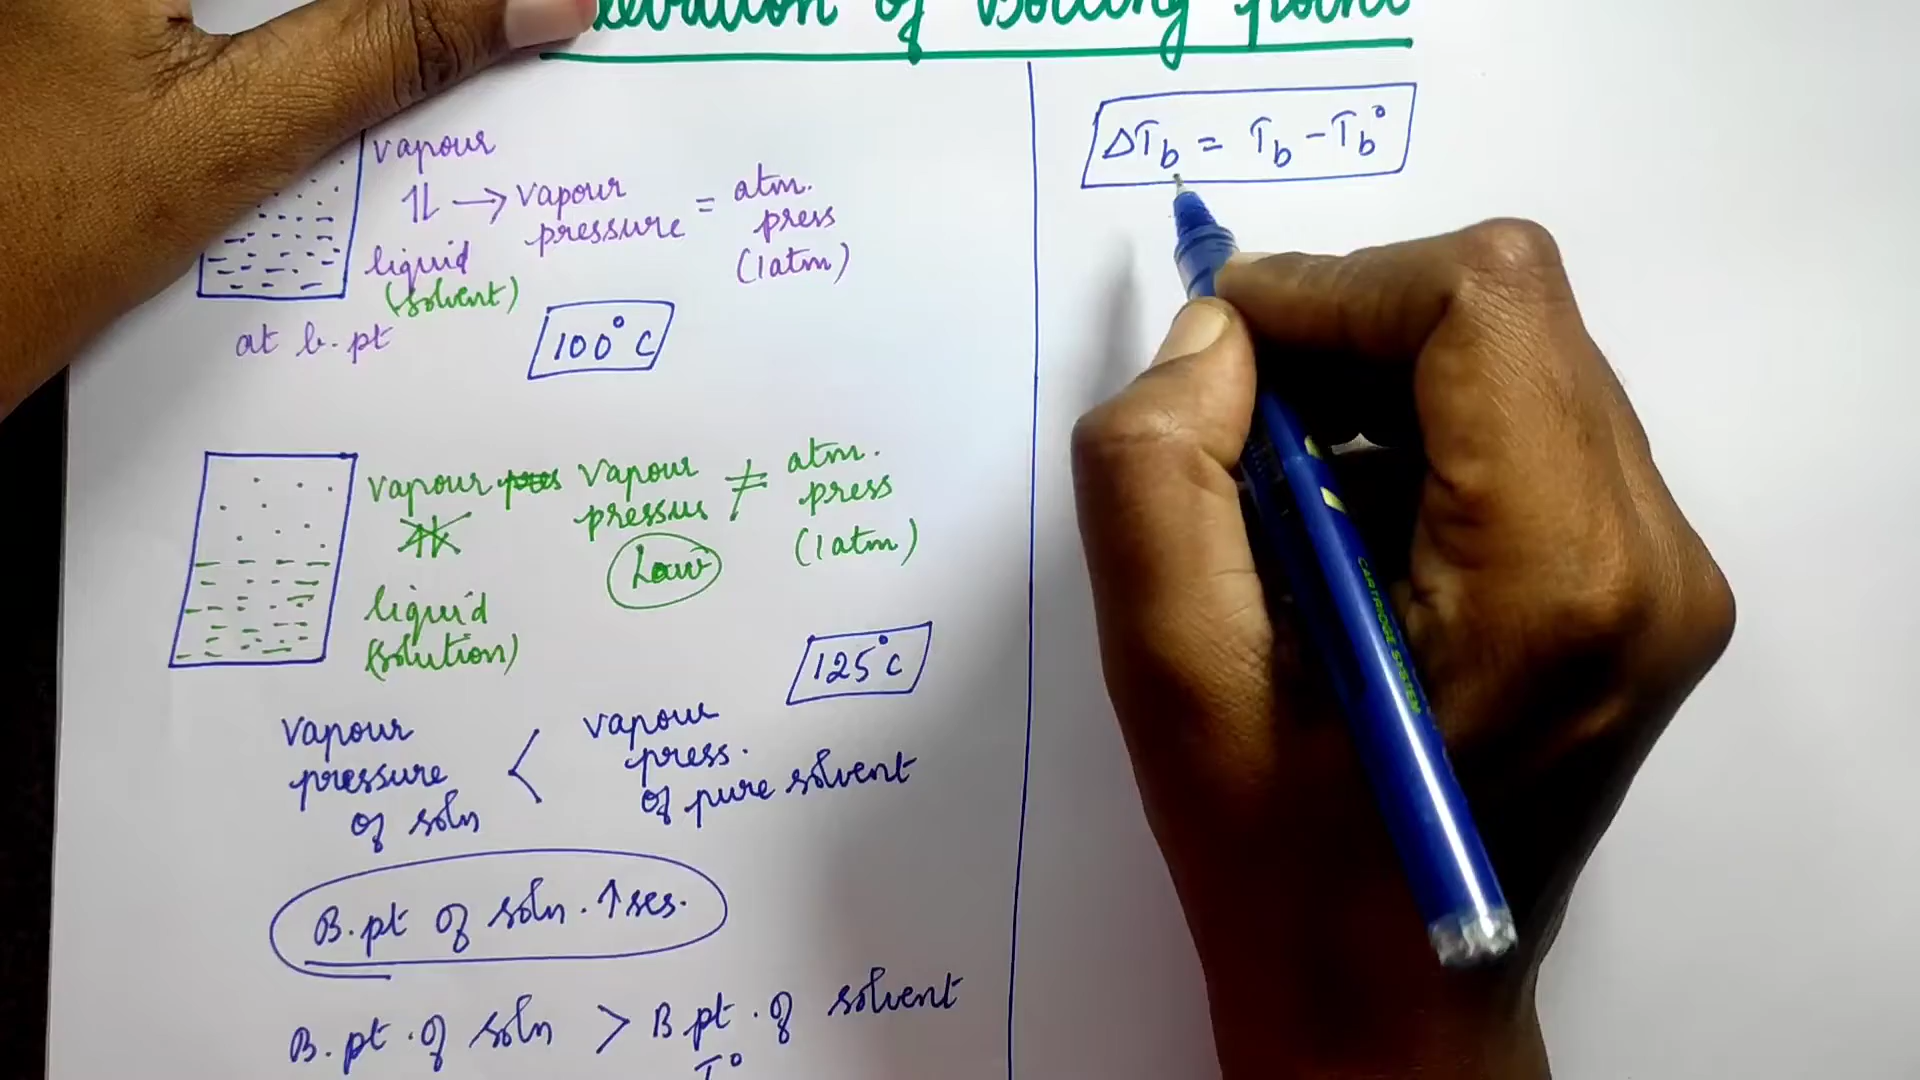 Elevation of Boiling point
vapour
⇌ → vapour pressure = atm. press (1atm)
liquid
(solvent)
at b.pt
100°C
vapour vapour pressure ≠ atm. press (1atm)
Low
liquid
(solution)
125°C
vapour pressure of soln < vapour press. of pure solvent
B.pt of soln. ↑ses.
B.pt. of soln > B pt. of solvent
T°
ΔTb = Tb - Tb°
CARTRIDGE SYSTEM